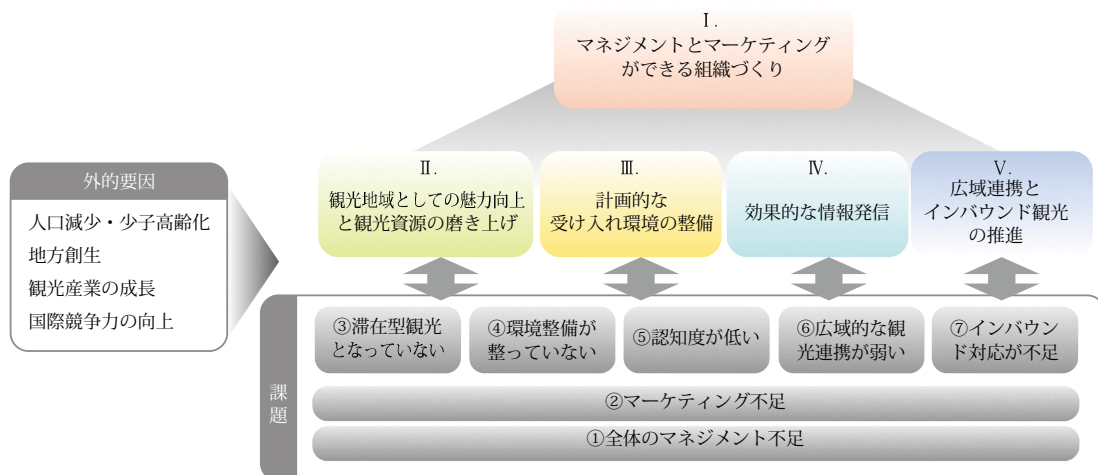 Ⅰ.
マネジメントとマーケティング
ができる組織づくり
外的要因
人口減少・少子高齢化
地方創生
観光産業の成長
国際競争力の向上
Ⅱ.
観光地域としての魅力向上
と観光資源の磨き上げ
Ⅲ.
計画的な
受け入れ環境の整備
Ⅳ.
効果的な情報発信
Ⅴ.
広域連携と
インバウンド観光
の推進
課題
③滞在型観光
となっていない
④環境整備が
整っていない
⑤認知度が低い
⑥広域的な観
光連携が弱い
⑦インバウン
ド対応が不足
②マーケティング不足
①全体のマネジメント不足